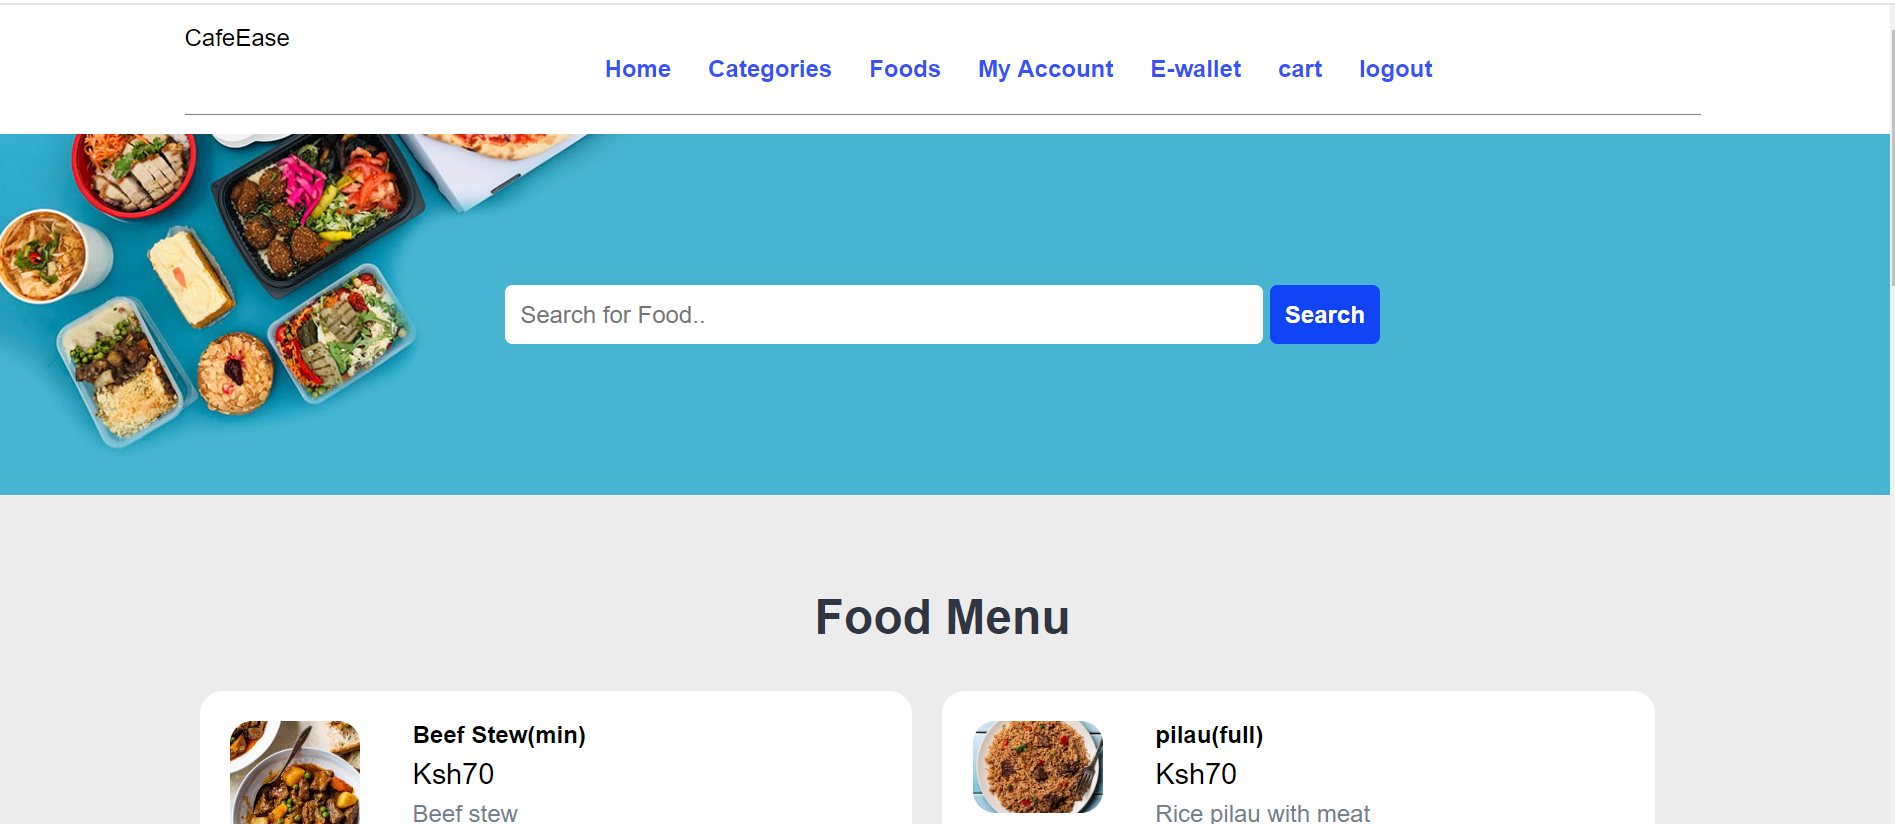 CafeEase
Home Categories Foods My Account E-wallet cart logout
Search for Food.. Search
Food Menu
Beef Stew(min)
Ksh70
Beef stew
pilau(full)
Ksh70
Rice pilau with meat